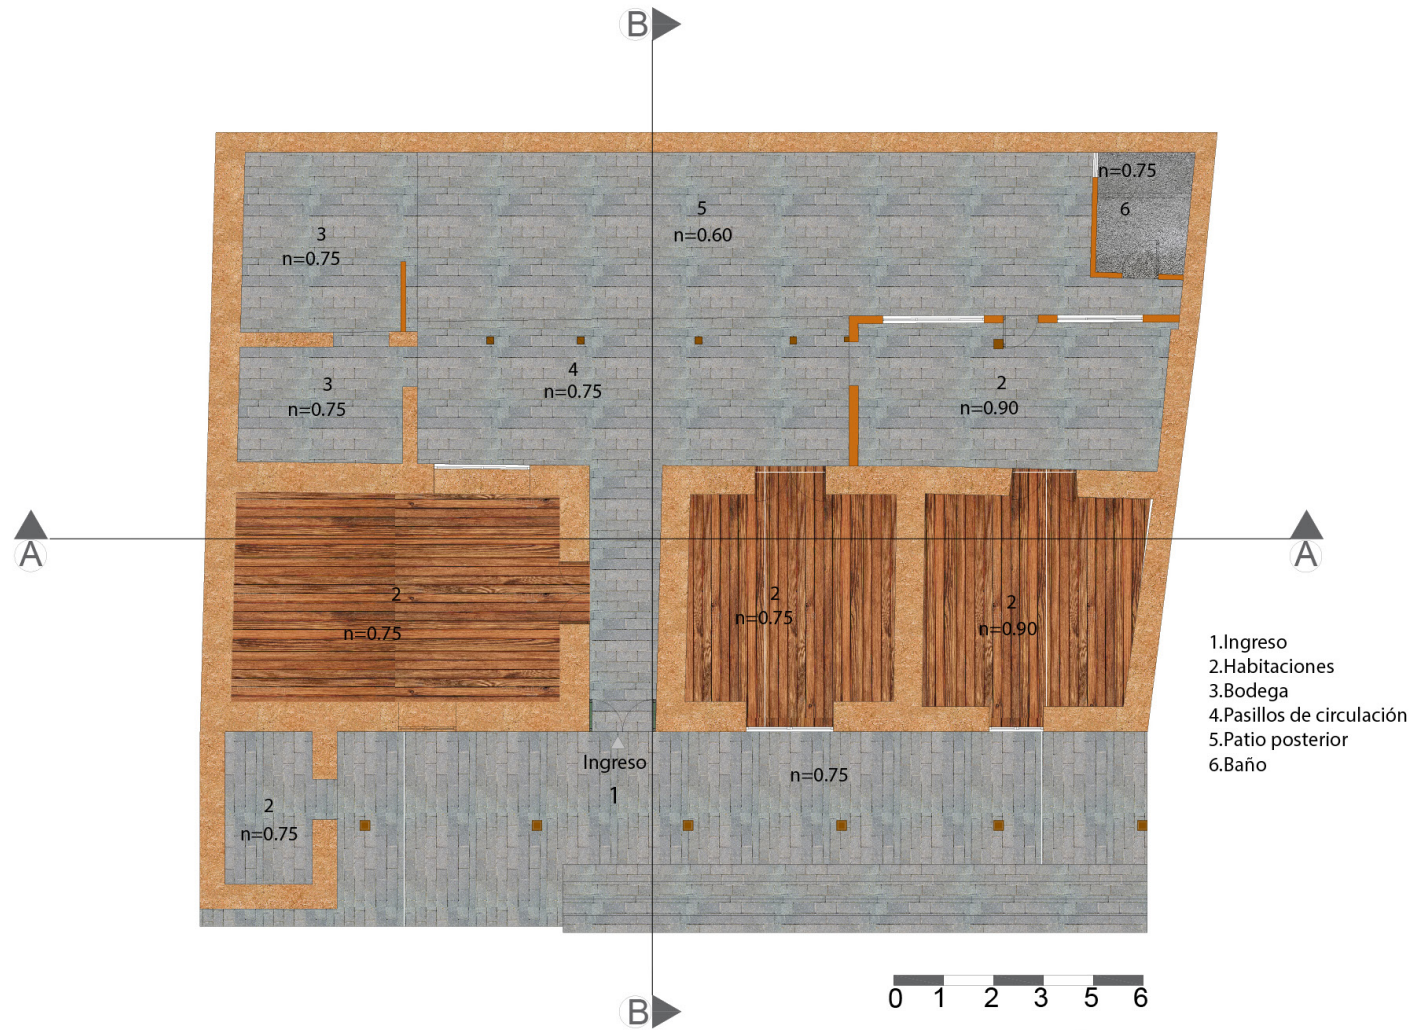 B
n=0.75
6
5
n=0.60
3
n=0.75
4
n=0.75
3
n=0.75
2
n=0.90
A
A
2
n=0.75
2
n=0.75
2
n=0.90
1.Ingreso
2.Habitaciones
3.Bodega
4.Pasillos de circulación
5.Patio posterior
6.Baño
Ingreso
1
n=0.75
2
n=0.75
0 1 2 3 5 6
B